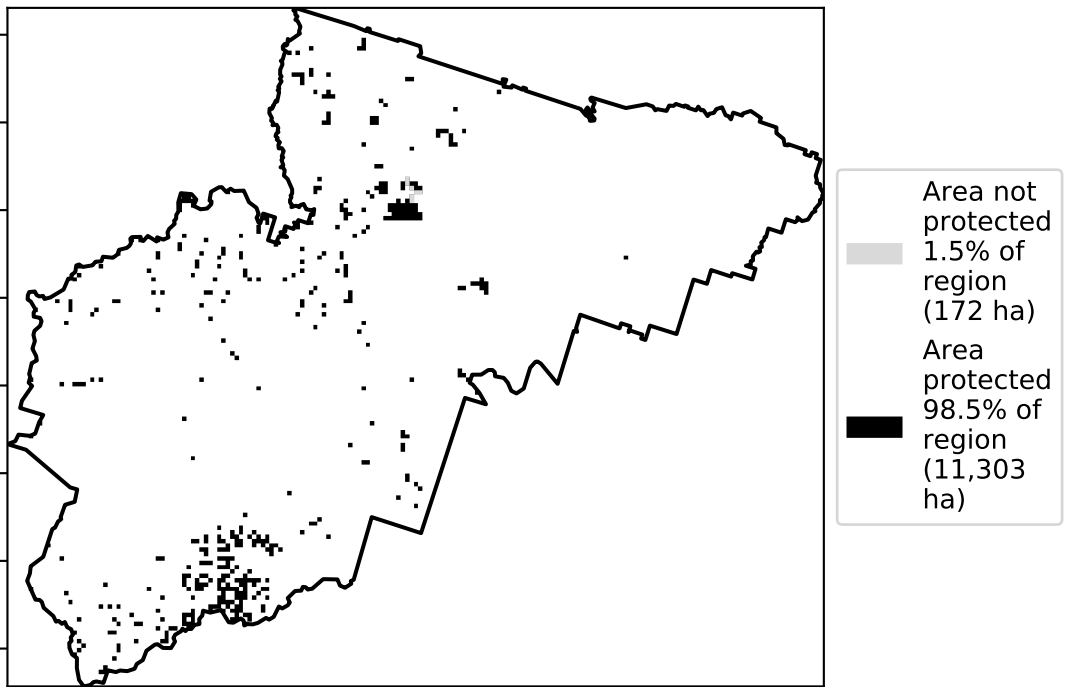 Area not
protected
1.5% of
region
(172 ha)
Area
protected
98.5% of
region
(11,303
ha)